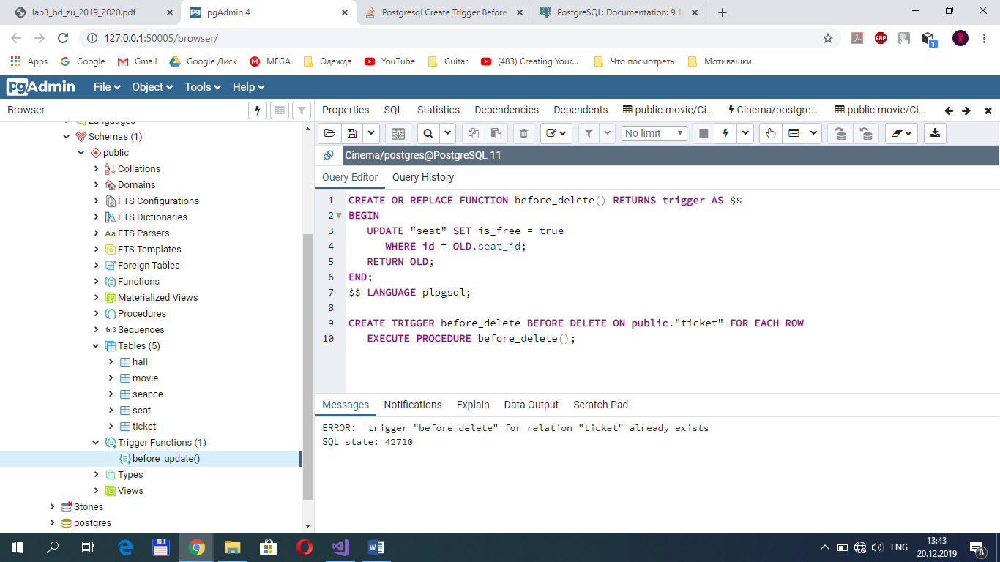 lab3_bd_zu_2019_2020.pdf
pgAdmin 4
Postgresql Create Trigger Before
PostgreSQL: Documentation: 9.1:
127.0.0.1:50005/browser/
ABP
1
Apps
Google
Gmail
Google Диск
MEGA
Одежда
YouTube
Guitar
(483) Creating Your...
Что посмотреть
Мотивашки
pgAdmin
File
Object
Tools
Help
Browser
Properties
SQL
Statistics
Dependencies
Dependents
public.movie/Ci...
Cinema/postgre...
public.movie/Ci...
No limit
Cinema/postgres@PostgreSQL 11
Query Editor
Query History
Languages
Schemas (1)
public
Collations
Domains
FTS Configurations
FTS Dictionaries
FTS Parsers
FTS Templates
Foreign Tables
Functions
Materialized Views
Procedures
Sequences
Tables (5)
hall
movie
seance
seat
ticket
Trigger Functions (1)
before_update()
Types
Views
Stones
postgres
1 CREATE OR REPLACE FUNCTION before_delete() RETURNS trigger AS $$
2 BEGIN
3 UPDATE "seat" SET is_free = true
4 WHERE id = OLD.seat_id;
5 RETURN OLD;
6 END;
7 $$ LANGUAGE plpgsql;
8
9 CREATE TRIGGER before_delete BEFORE DELETE ON public."ticket" FOR EACH ROW
10 EXECUTE PROCEDURE before_delete();
Messages
Notifications
Explain
Data Output
Scratch Pad
ERROR: trigger "before_delete" for relation "ticket" already exists
SQL state: 42710
ENG
13:43
20.12.2019
8